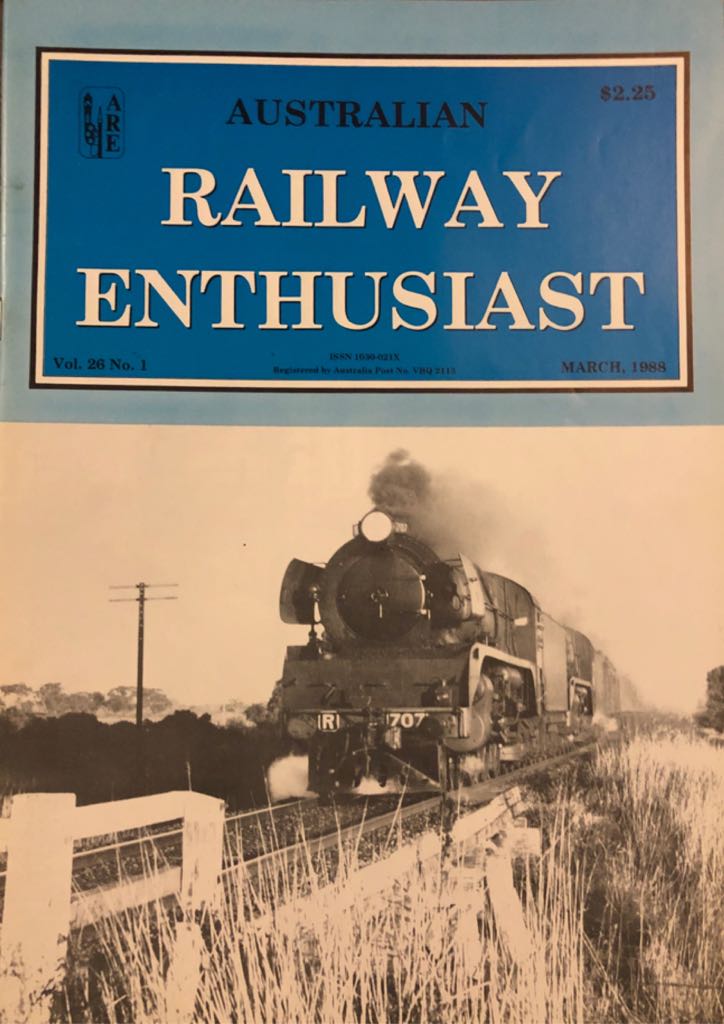 ARE
$2.25
AUSTRALIAN
RAILWAY
ENTHUSIAST
Vol. 26 No. 1
ISSN 1030-021X
Registered by Australia Post No. VBQ 2113
MARCH, 1988
R 707